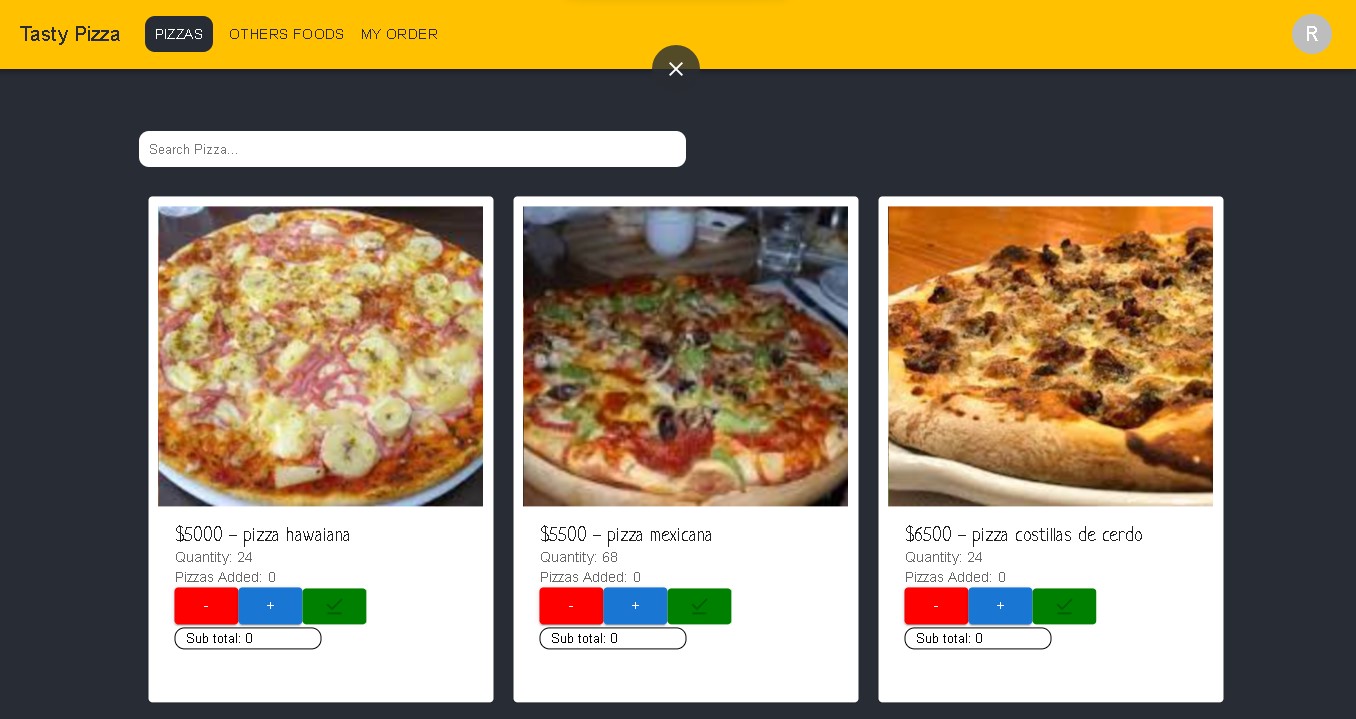 Tasty Pizza PIZZAS OTHERS FOODS MY ORDER R
Search Pizza...
$5000 - pizza hawaiana
Quantity: 24
Pizzas Added: 0
- +
Sub total: 0
$5500 - pizza mexicana
Quantity: 68
Pizzas Added: 0
- +
Sub total: 0
$6500 - pizza costillas de cerdo
Quantity: 24
Pizzas Added: 0
- +
Sub total: 0